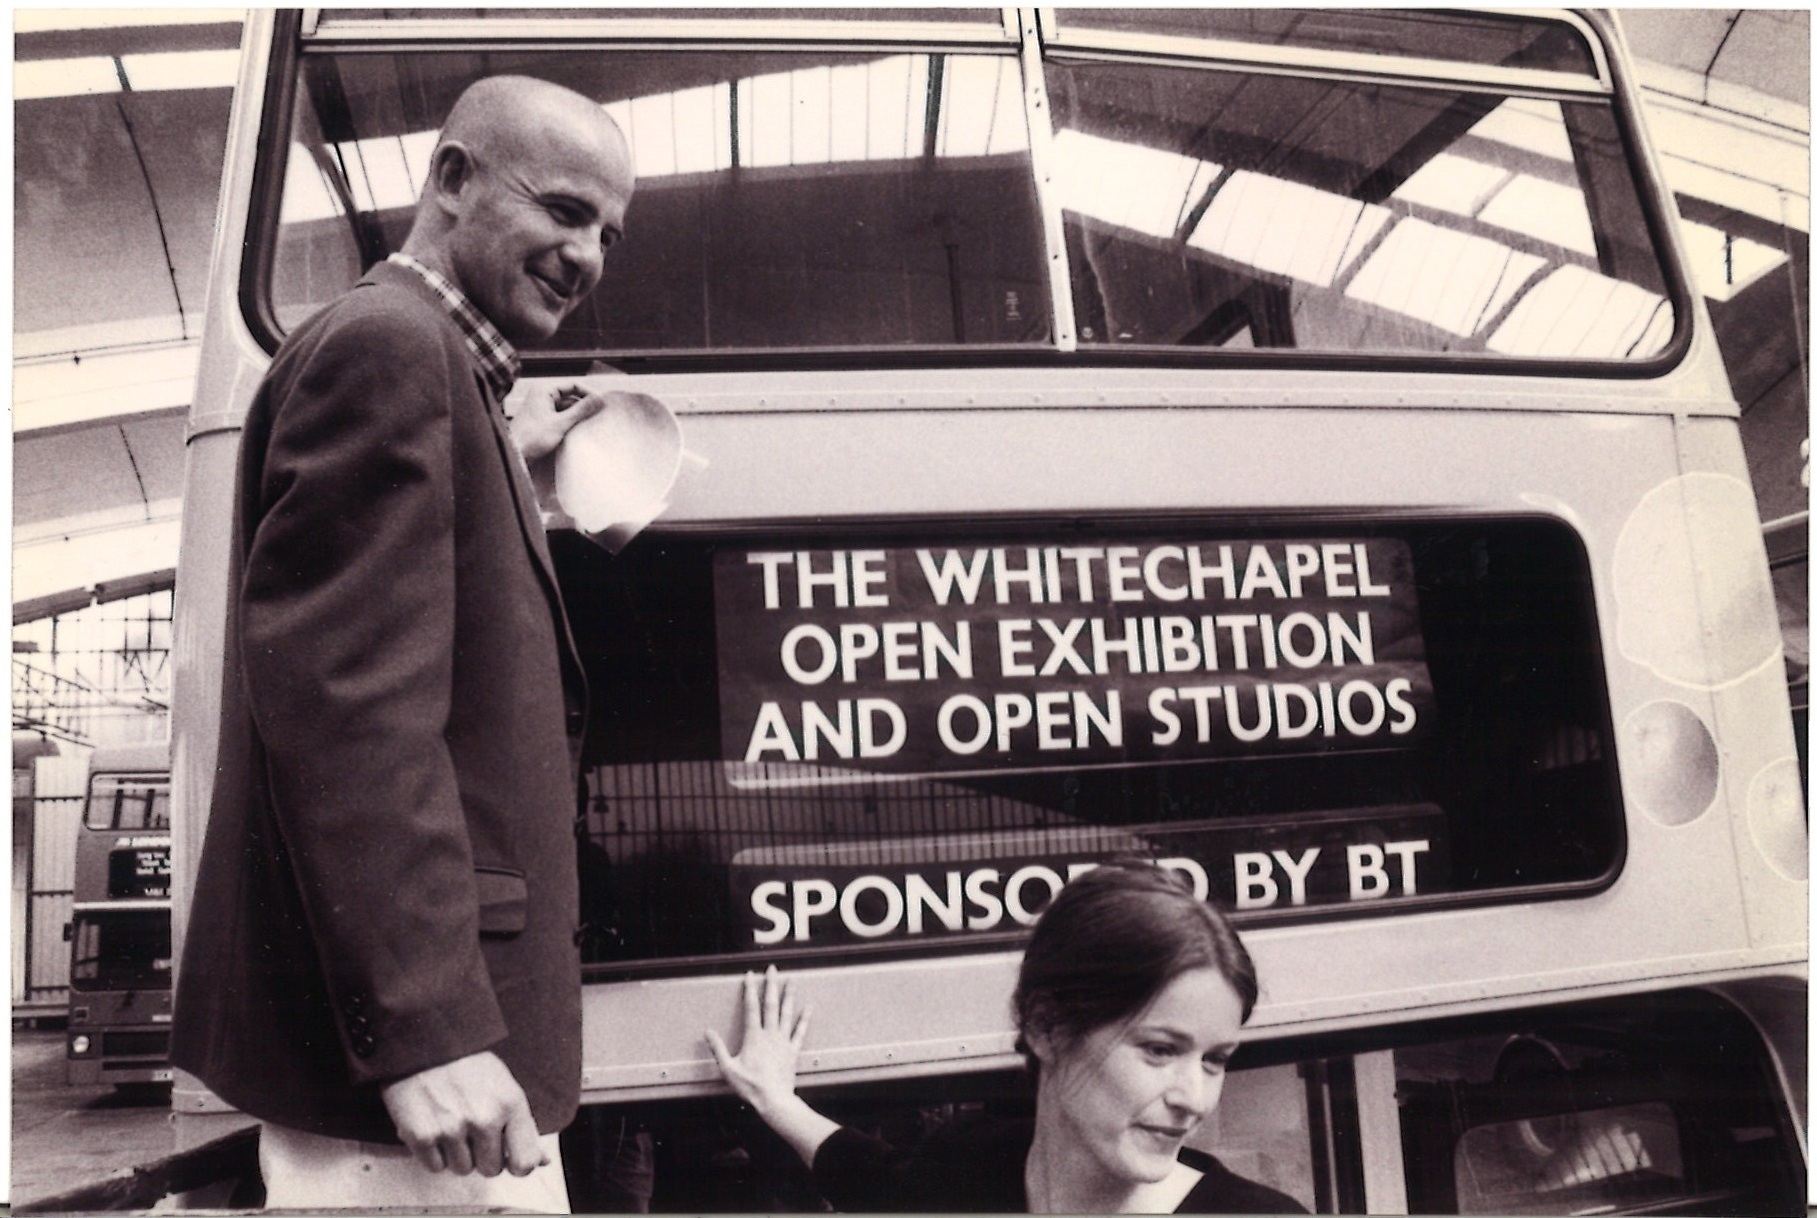 THE WHITECHAPEL
OPEN EXHIBITION
AND OPEN STUDIOS
SPONSORED BY BT